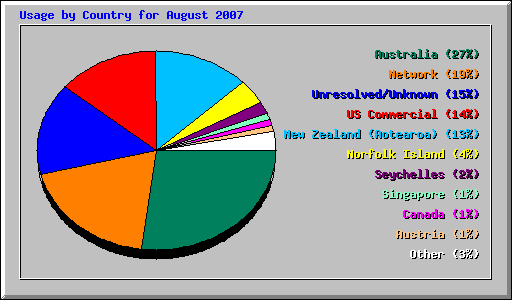 Usage by Country for August 2007
Australia (27%)
Network (19%)
Unresolved/Unknown (15%)
US Commercial (14%)
New Zealand (Aotearoa) (13%)
Norfolk Island (4%)
Seychelles (2%)
Singapore (1%)
Canada (1%)
Austria (1%)
Other (3%)